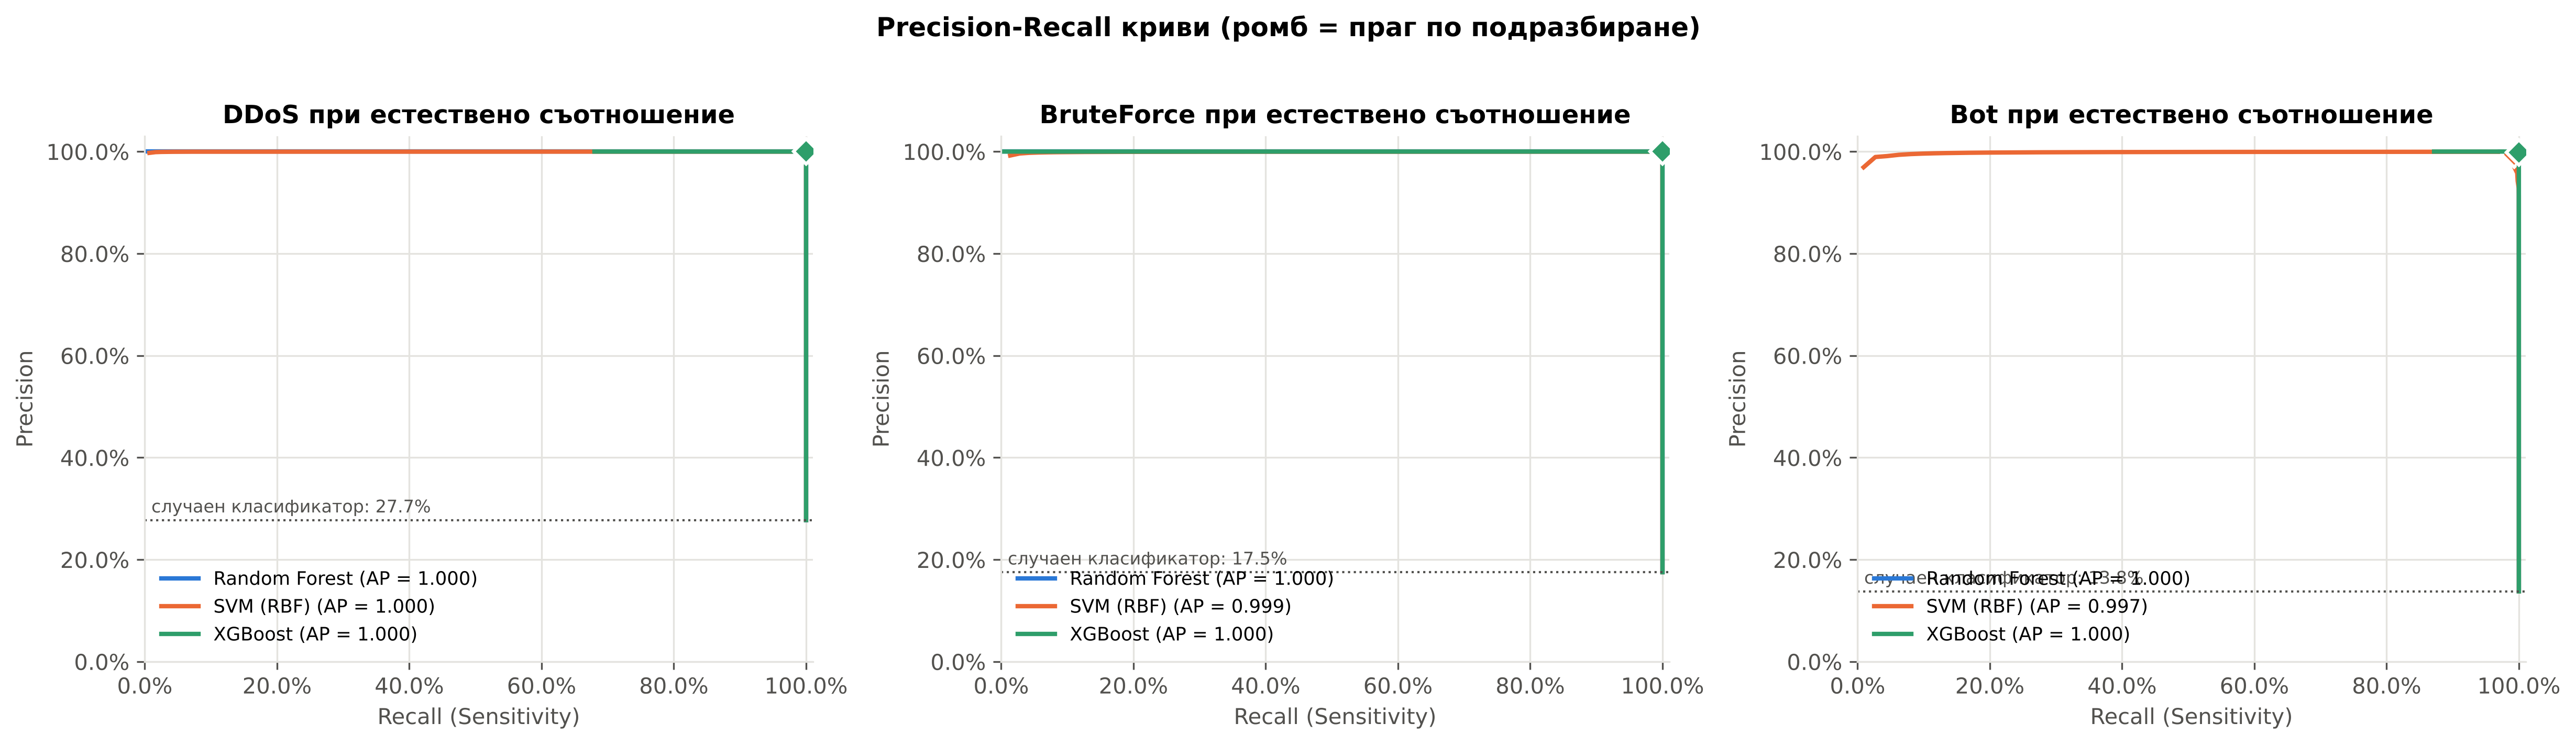 Precision-Recall криви (ромб = праг по подразбиране)
DDoS при естествено съотношение
100.0%
80.0%
60.0%
40.0%
20.0%
0.0%
Precision
случаен класификатор: 27.7%
Random Forest (AP = 1.000)
SVM (RBF) (AP = 1.000)
XGBoost (AP = 1.000)
0.0% 20.0% 40.0% 60.0% 80.0% 100.0%
Recall (Sensitivity)
BruteForce при естествено съотношение
100.0%
80.0%
60.0%
40.0%
20.0%
0.0%
Precision
случаен класификатор: 17.5%
Random Forest (AP = 1.000)
SVM (RBF) (AP = 0.999)
XGBoost (AP = 1.000)
0.0% 20.0% 40.0% 60.0% 80.0% 100.0%
Recall (Sensitivity)
Bot при естествено съотношение
100.0%
80.0%
60.0%
40.0%
20.0%
0.0%
Precision
случаен класификатор: 13.8%
Random Forest (AP = 1.000)
SVM (RBF) (AP = 0.997)
XGBoost (AP = 1.000)
0.0% 20.0% 40.0% 60.0% 80.0% 100.0%
Recall (Sensitivity)